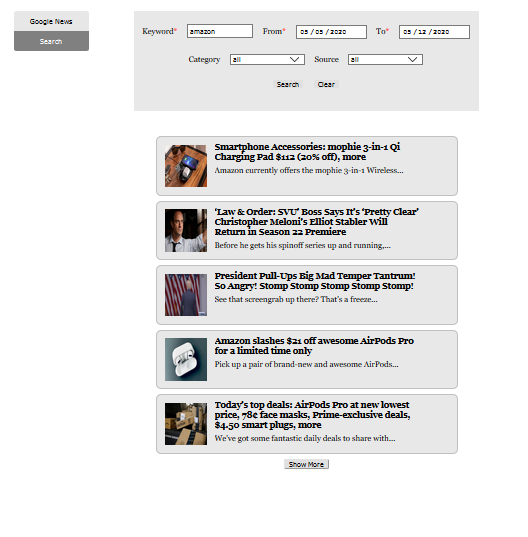 Google News
Search
Keyword* amazon From* 05 / 05 / 2020 To* 05 / 12 / 2020
Category all Source all
Search Clear
Smartphone Accessories: mophie 3-in-1 Qi
Charging Pad $112 (20% off), more
Amazon currently offers the mophie 3-in-1 Wireless...
'Law & Order: SVU' Boss Says It's 'Pretty Clear'
Christopher Meloni's Elliot Stabler Will
Return in Season 22 Premiere
Before he gets his spinoff series up and running,...
President Pull-Ups Big Mad Temper Tantrum!
So Angry! Stomp Stomp Stomp Stomp Stomp!
See that screengrab up there? That's a freeze...
Amazon slashes $21 off awesome AirPods Pro
for a limited time only
Pick up a pair of brand-new and awesome AirPods...
Today's top deals: AirPods Pro at new lowest
price, 78¢ face masks, Prime-exclusive deals,
$4.50 smart plugs, more
We've got some fantastic daily deals to share with...
Show More